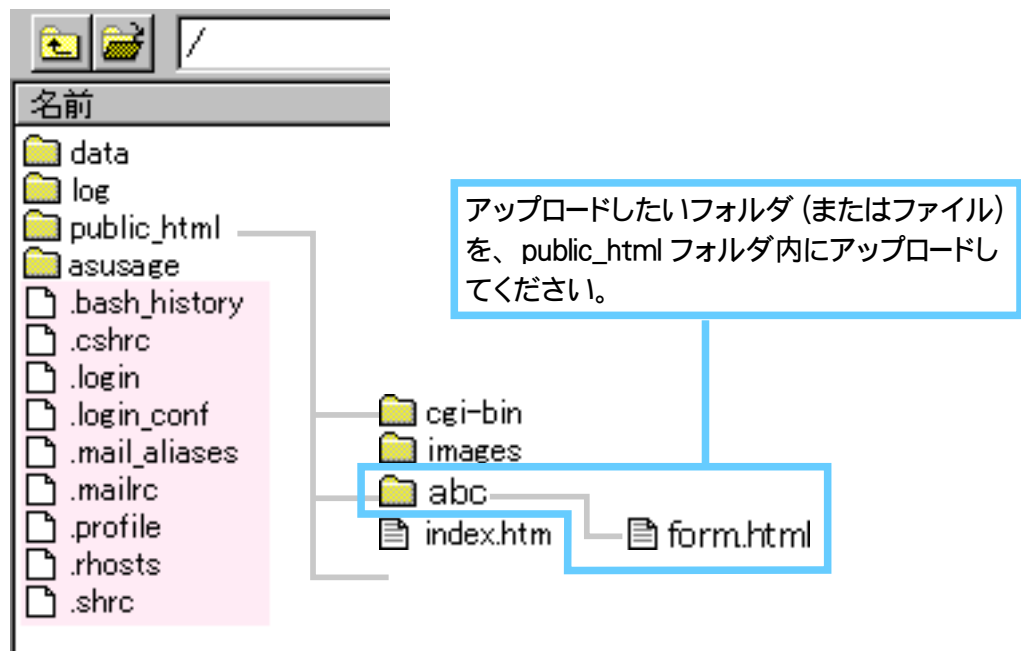 /
名前
data
log
public_html
asusage
.bash_history
.cshrc
.login
.login_conf
.mail_aliases
.mailrc
.profile
.rhosts
.shrc
アップロードしたいフォルダ（またはファイル）
を、public_html フォルダ内にアップロードし
てください。
cgi-bin
images
abc
index.htm
form.html